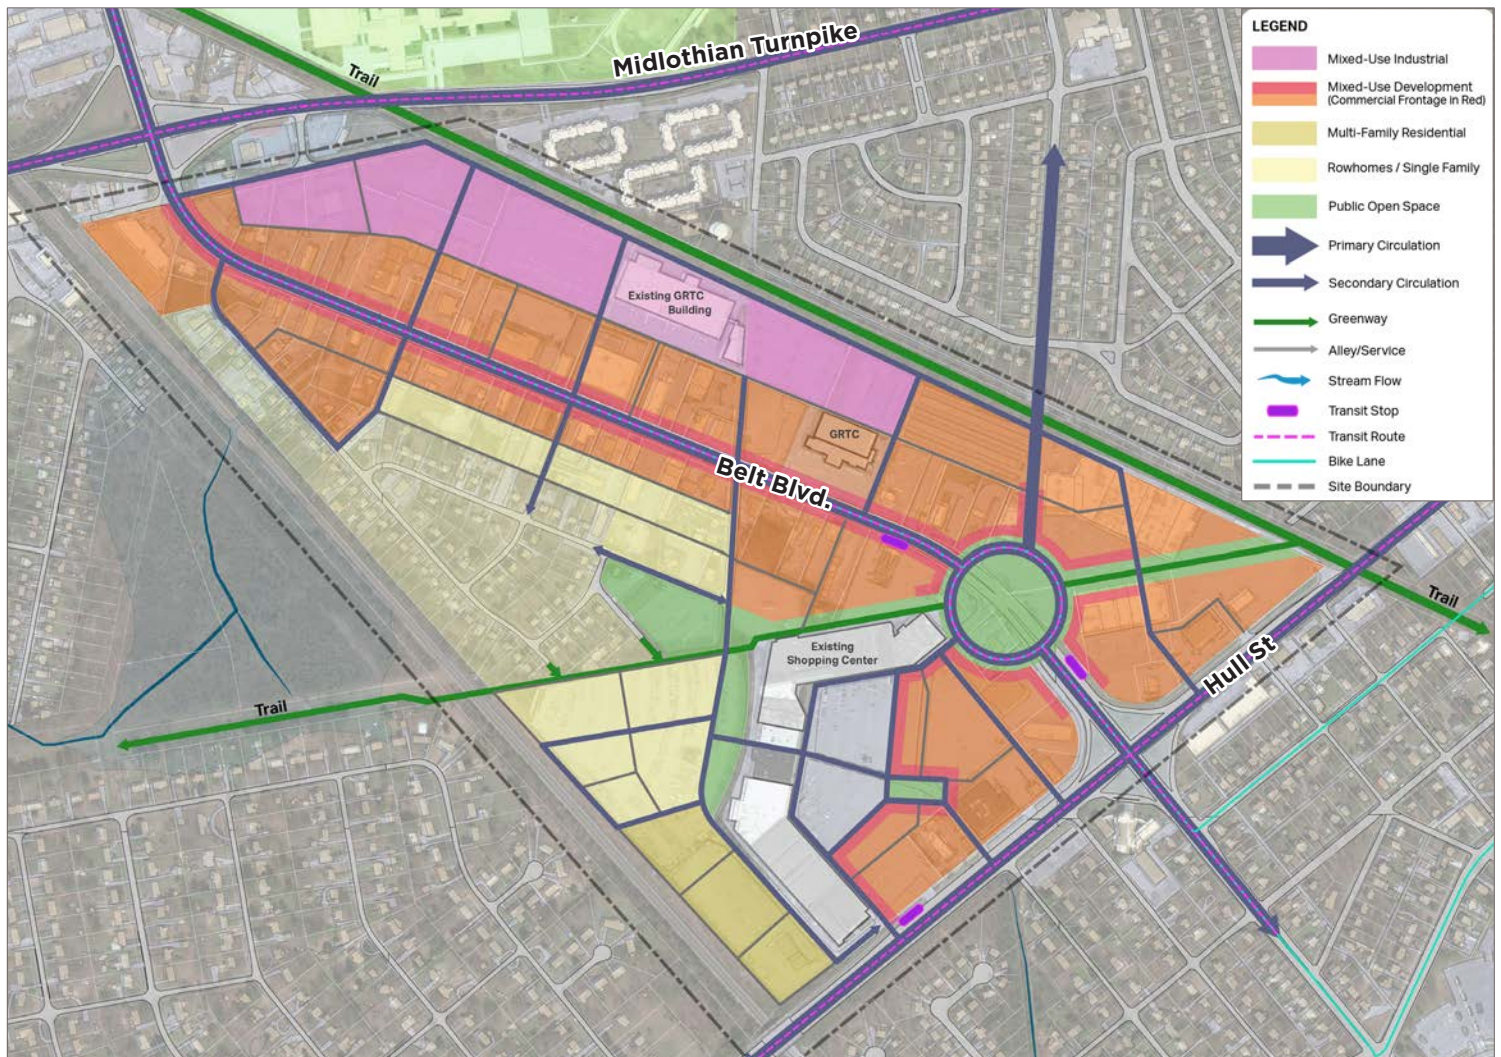 LEGEND
Mixed-Use Industrial
Mixed-Use Development
(Commercial Frontage in Red)
Multi-Family Residential
Rowhomes / Single Family
Public Open Space
Primary Circulation
Secondary Circulation
Greenway
Alley/Service
Stream Flow
Transit Stop
Transit Route
Bike Lane
Site Boundary
Midlothian Turnpike
Trail
Existing GRTC
Building
GRTC
Belt Blvd.
Trail
Existing
Shopping Center
Hull St
Trail